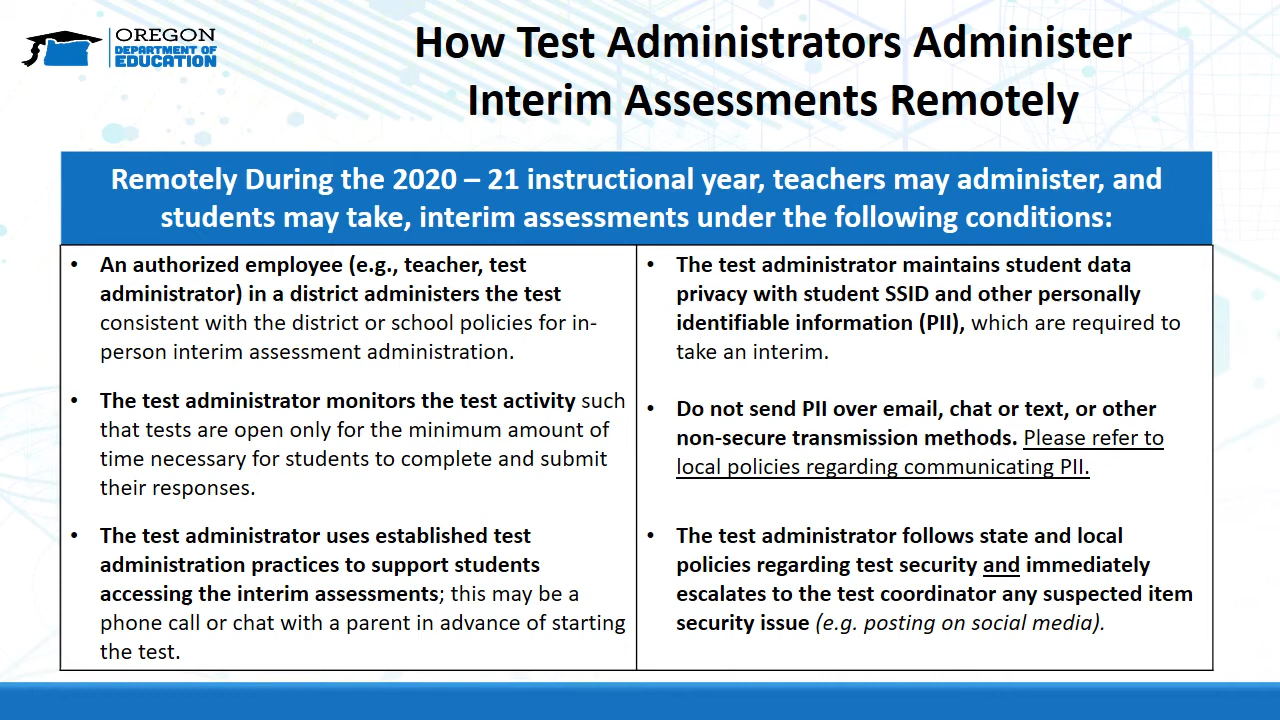 OREGON
DEPARTMENT OF
EDUCATION
How Test Administrators Administer
Interim Assessments Remotely
Remotely During the 2020 – 21 instructional year, teachers may administer, and
students may take, interim assessments under the following conditions:
• An authorized employee (e.g., teacher, test
administrator) in a district administers the test
consistent with the district or school policies for in-
person interim assessment administration.
• The test administrator monitors the test activity such
that tests are open only for the minimum amount of
time necessary for students to complete and submit
their responses.
• The test administrator uses established test
administration practices to support students
accessing the interim assessments; this may be a
phone call or chat with a parent in advance of starting
the test.
• The test administrator maintains student data
privacy with student SSID and other personally
identifiable information (PII), which are required to
take an interim.
• Do not send PII over email, chat or text, or other
non-secure transmission methods. Please refer to
local policies regarding communicating PII.
• The test administrator follows state and local
policies regarding test security and immediately
escalates to the test coordinator any suspected item
security issue (e.g. posting on social media).